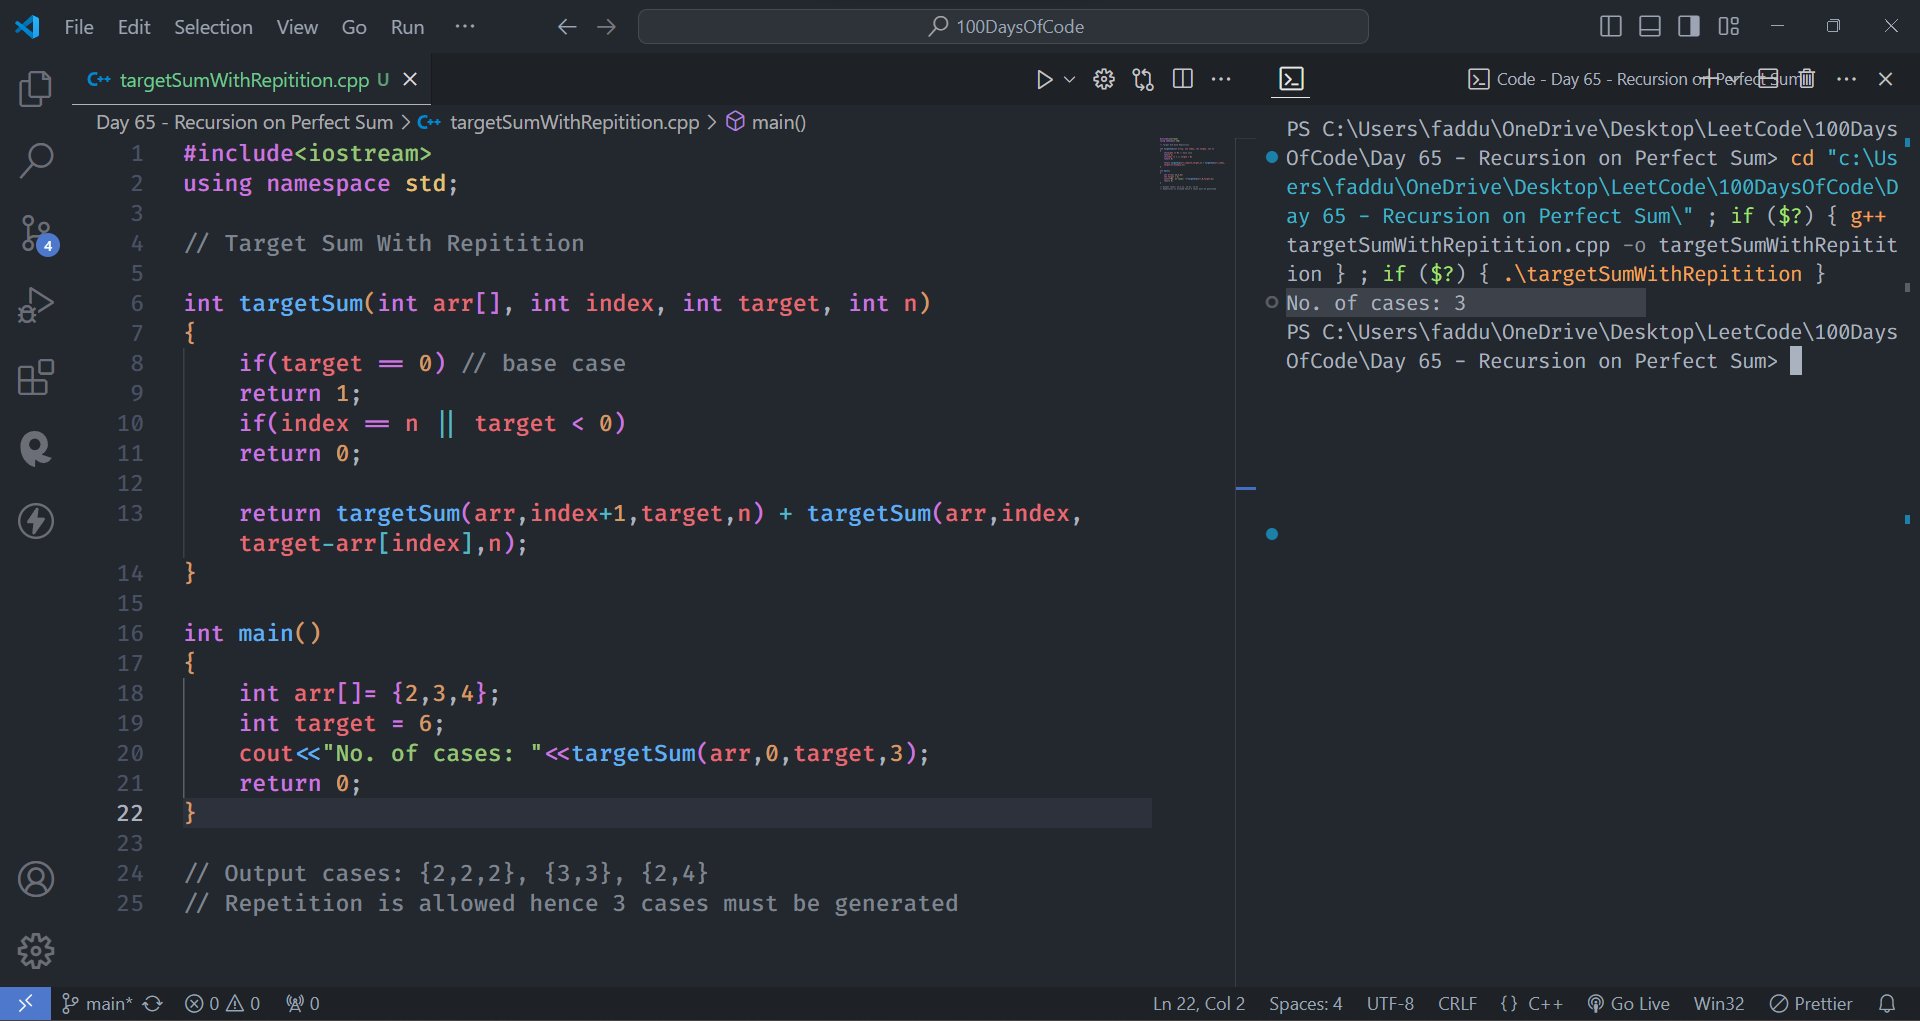 File Edit Selection View Go Run ···
100DaysOfCode
C++ targetSumWithRepitition.cpp U
Code - Day 65 - Recursion on Perfect Sum
Day 65 - Recursion on Perfect Sum > C++ targetSumWithRepitition.cpp > main()
1 #include<iostream>
2 using namespace std;
3
4 // Target Sum With Repitition
5
6 int targetSum(int arr[], int index, int target, int n)
7 {
8 if(target == 0) // base case
9 return 1;
10 if(index == n || target < 0)
11 return 0;
12
13 return targetSum(arr,index+1,target,n) + targetSum(arr,index,
target-arr[index],n);
14 }
15
16 int main()
17 {
18 int arr[]= {2,3,4};
19 int target = 6;
20 cout<<"No. of cases: "<<targetSum(arr,0,target,3);
21 return 0;
22 }
23
24 // Output cases: {2,2,2}, {3,3}, {2,4}
25 // Repetition is allowed hence 3 cases must be generated
PS C:\Users\faddu\OneDrive\Desktop\LeetCode\100Days
OfCode\Day 65 - Recursion on Perfect Sum> cd "c:\Us
ers\faddu\OneDrive\Desktop\LeetCode\100DaysOfCode\D
ay 65 - Recursion on Perfect Sum\" ; if ($?) { g++
targetSumWithRepitition.cpp -o targetSumWithRepitit
ion } ; if ($?) { .\targetSumWithRepitition }
No. of cases: 3
PS C:\Users\faddu\OneDrive\Desktop\LeetCode\100Days
OfCode\Day 65 - Recursion on Perfect Sum>
4
main* 0 0 0
Ln 22, Col 2 Spaces: 4 UTF-8 CRLF {} C++ Go Live Win32 Prettier